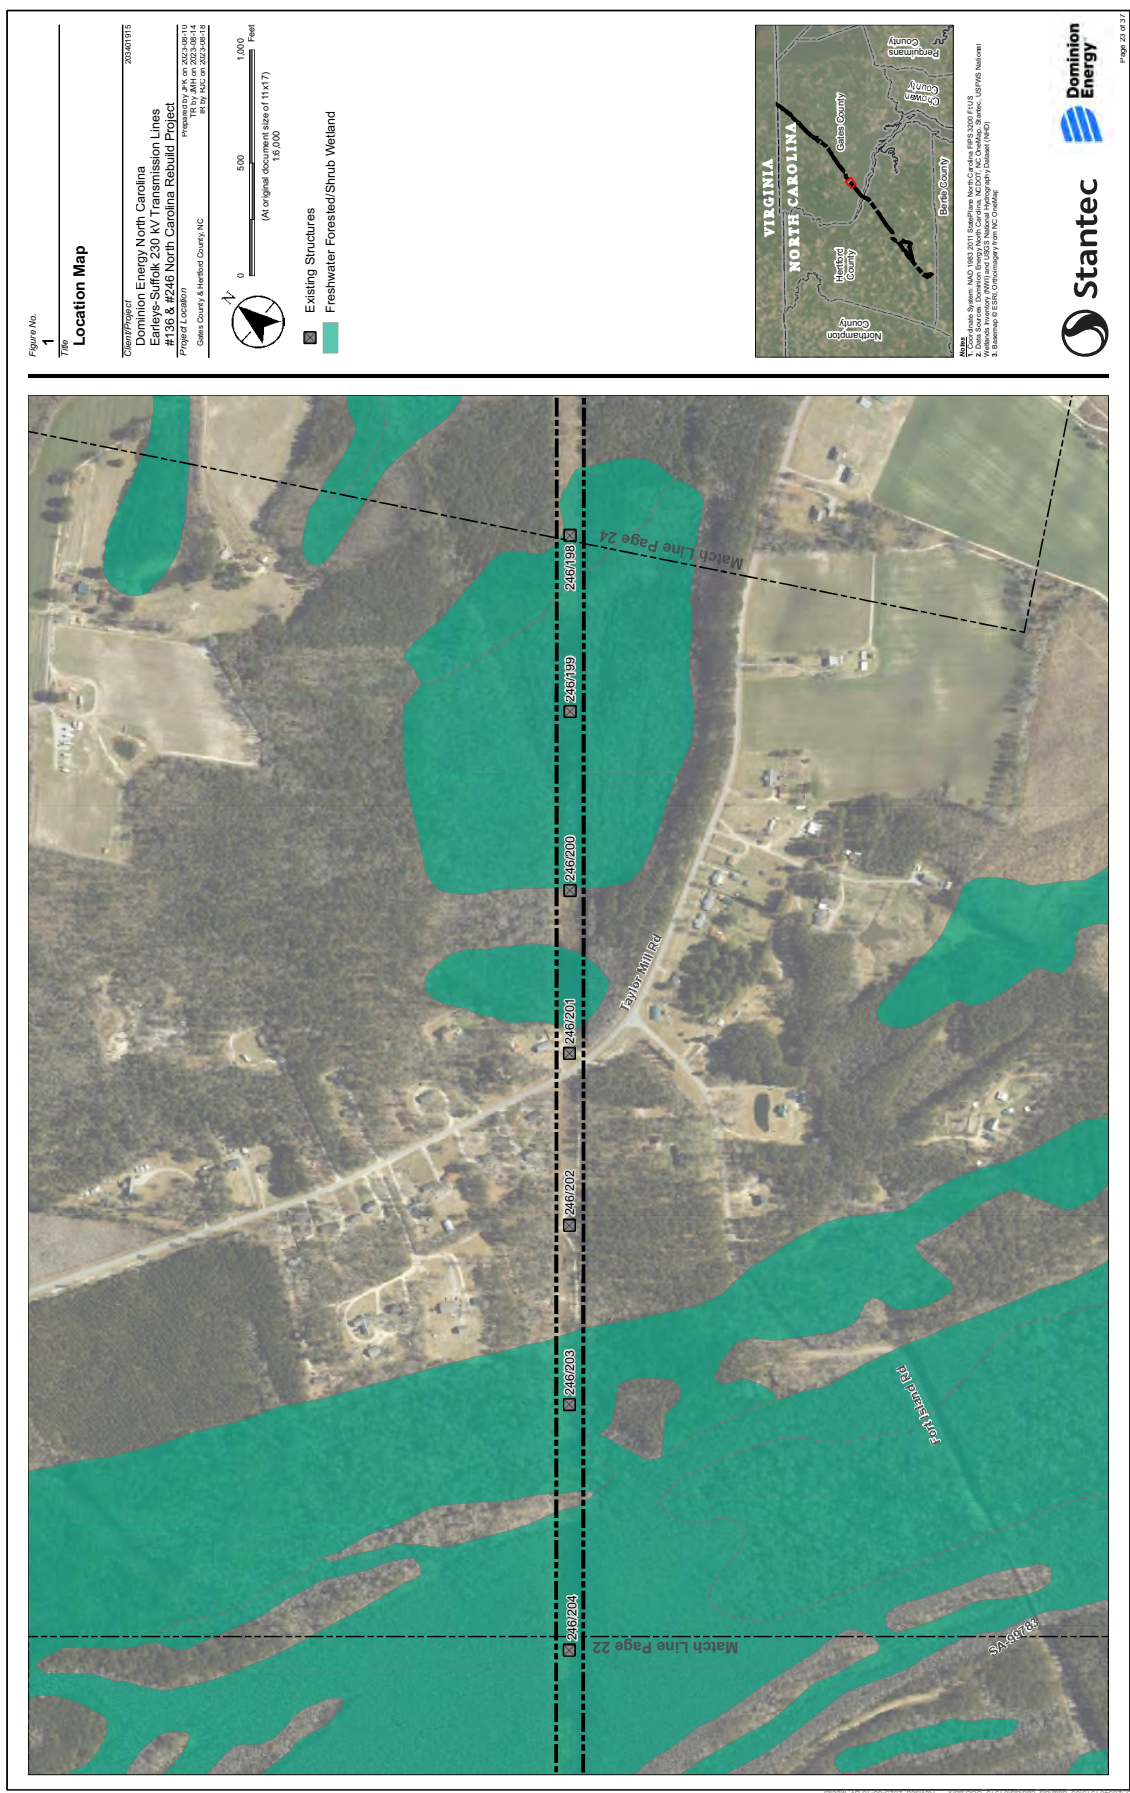 Figure No.
1
Title
Location Map
Client/Project 203401915
Dominion Energy North Carolina
Earleys-Suffolk 230 kV Transmission Lines
#136 & #246 North Carolina Rebuild Project
Project Location
Prepared by JFK on 2023-08-10
TR by JMH on 2023-08-14
IR by RJC on 2023-08-18
Gates County & Hertford County, NC
N
0 500 1,000
Feet
(At original document size of 11x17)
1:6,000
Existing Structures
Freshwater Forested/Shrub Wetland
246/204
246/203
246/202
246/201
246/200
246/199
246/198
Match Line Page 22
Match Line Page 24
Taylor Mill Rd
Fort Island Rd
SA-99783
VIRGINIA
NORTH CAROLINA
Northampton
County
Hertford
County
Gates County
Bertie County
Chowan
County
Perquimans
County
Notes
1. Coordinate System: NAD 1983 2011 StatePlane North Carolina FIPS 3200 Ft US
2. Data Sources: Dominion Energy North Carolina, NCDOT, NC OneMap, Stantec, USFWS National
Wetlands Inventory (NWI) and USGS National Hydrography Dataset (NHD)
3. Basemap © ESRI, Orthoimagery from NC OneMap
Stantec
Dominion
Energy®
Page 23 of 37